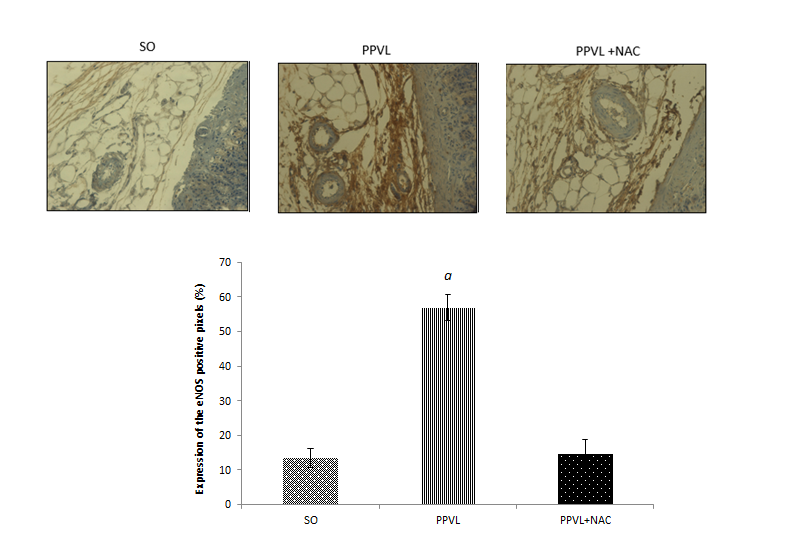 SO
PPVL
PPVL +NAC
a
Expression of the eNOS positive pixels (%)
70
60
50
40
30
20
10
0
SO
PPVL
PPVL+NAC